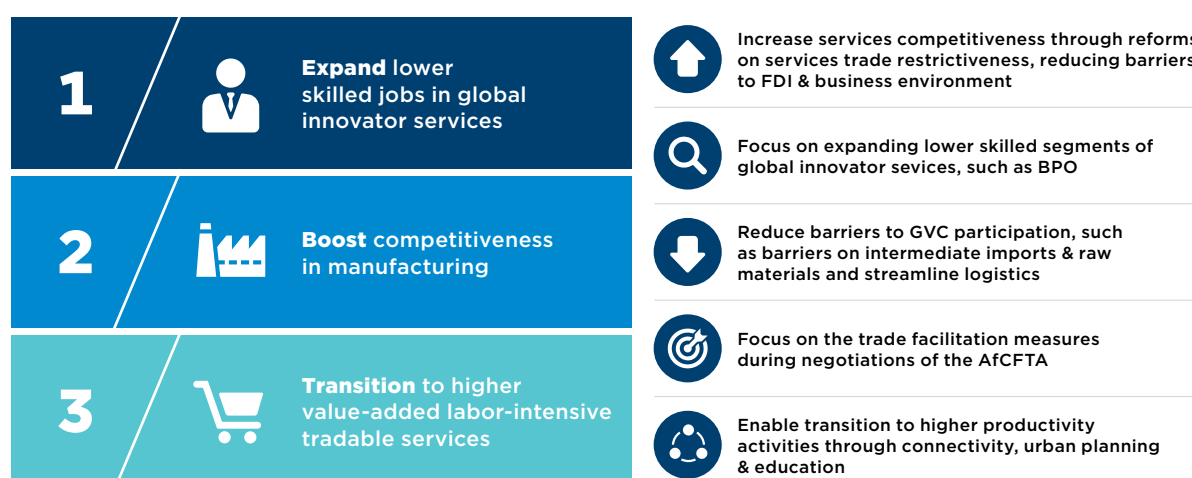 1
Expand lower
skilled jobs in global
innovator services
2
Boost competitiveness
in manufacturing
3
Transition to higher
value-added labor-intensive
tradable services
Increase services competitiveness through reforms
on services trade restrictiveness, reducing barriers
to FDI & business environment
Focus on expanding lower skilled segments of
global innovator sevices, such as BPO
Reduce barriers to GVC participation, such
as barriers on intermediate imports & raw
materials and streamline logistics
Focus on the trade facilitation measures
during negotiations of the AfCFTA
Enable transition to higher productivity
activities through connectivity, urban planning
& education